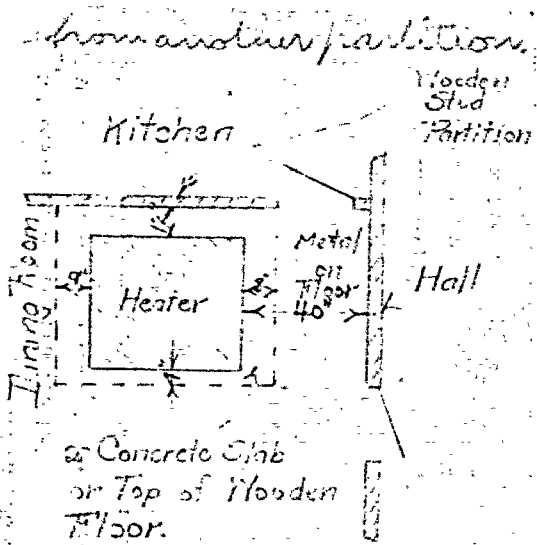 from another partition.
Wooden
Stud
Partition
Kitchen
Dining Room
Heater
Metal
on
Floor
40"
Hall
a Concrete Slab
or Top of Wooden
Floor.